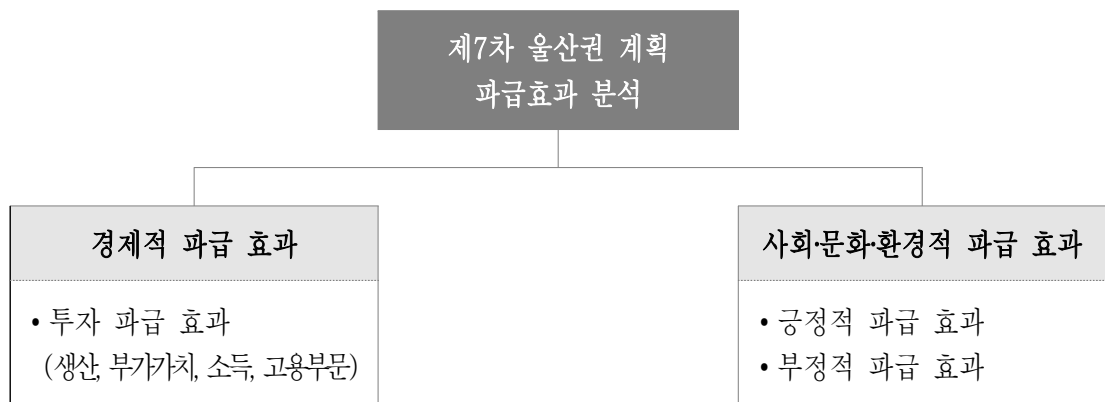 제7차 울산권 계획
파급효과 분석
경제적 파급 효과
• 투자 파급 효과
(생산, 부가가치, 소득, 고용부문)
사회·문화·환경적 파급 효과
• 긍정적 파급 효과
• 부정적 파급 효과